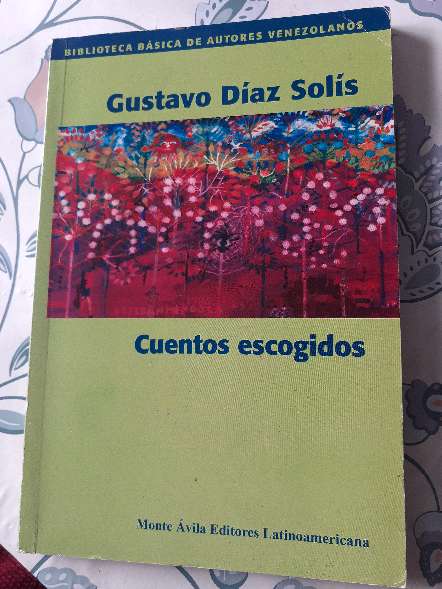 BIBLIOTECA BÁSICA DE AUTORES VENEZOLANOS
Gustavo Díaz Solís
Cuentos escogidos
Monte Ávila Editores Latinoamericana